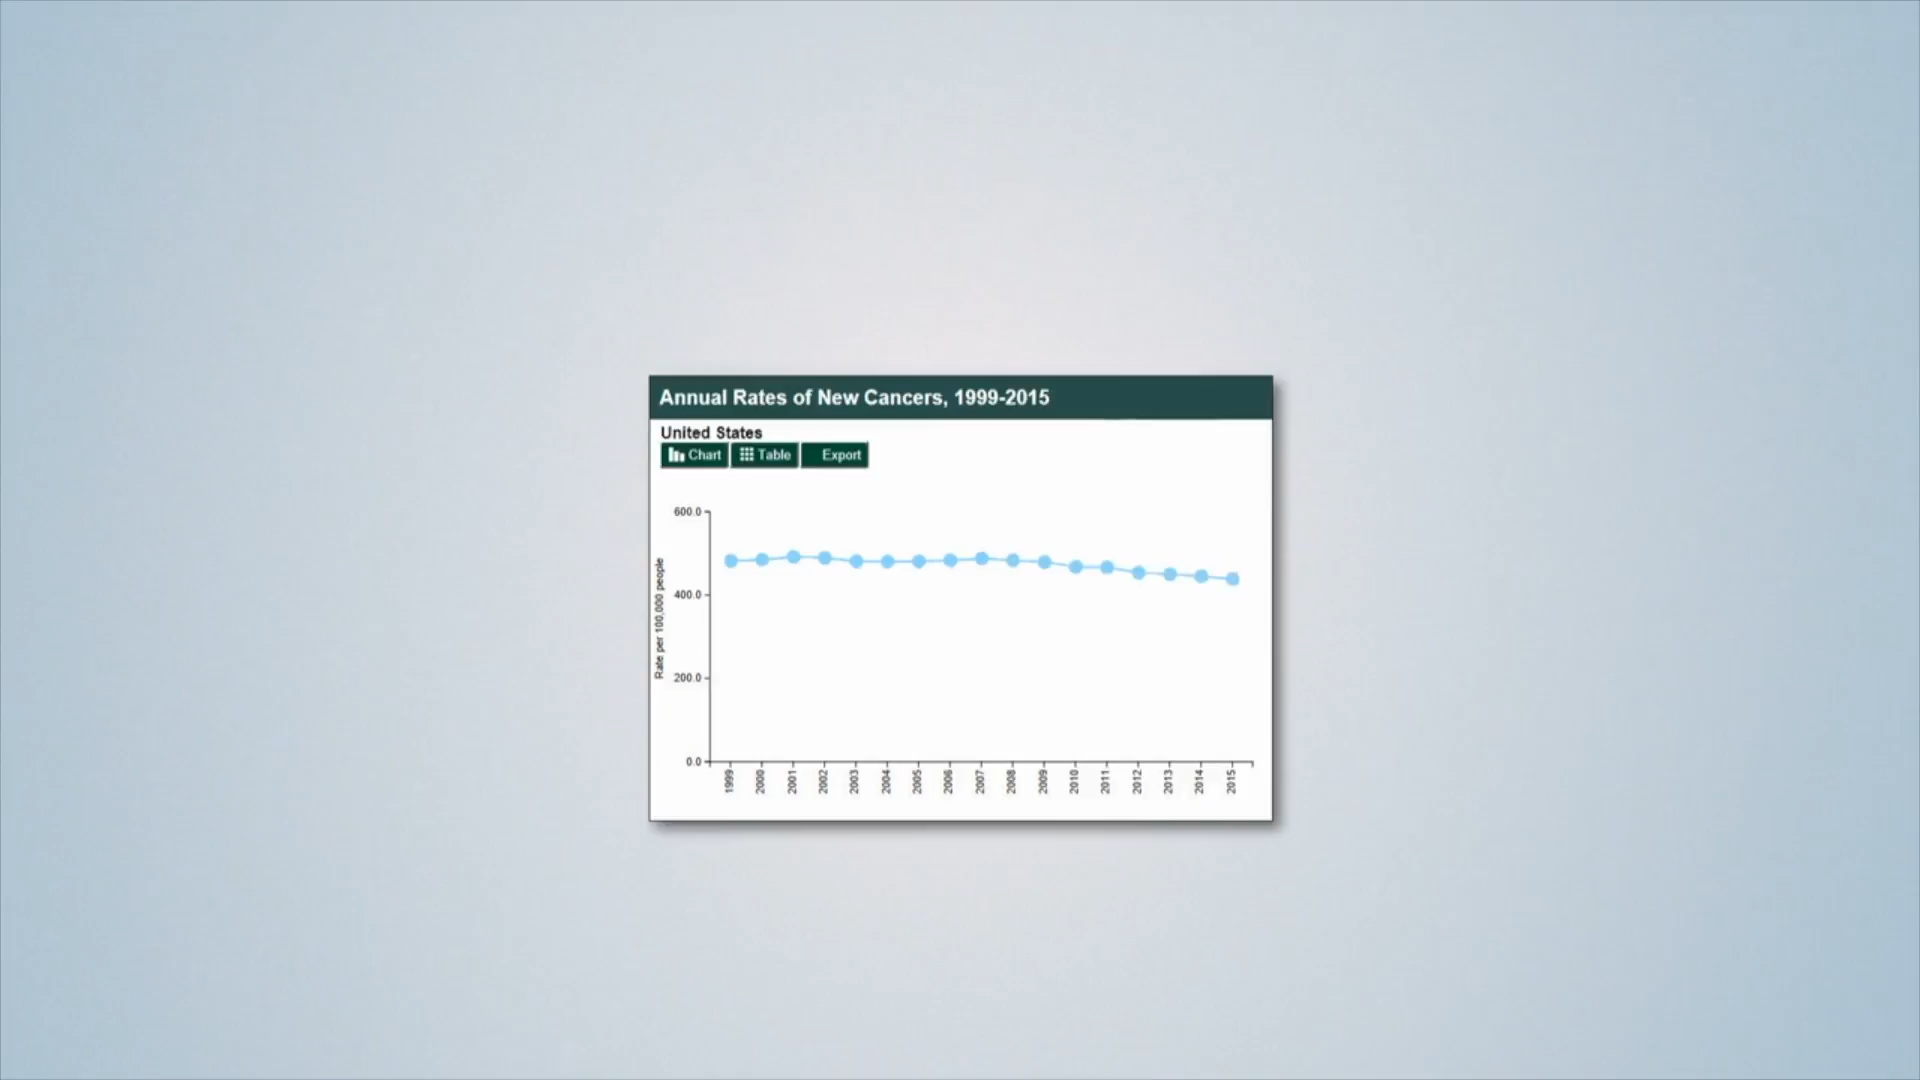 Annual Rates of New Cancers, 1999-2015
United States
Chart Table Export
600.0
400.0
200.0
0.0
Rate per 100,000 people
1999 2000 2001 2002 2003 2004 2005 2006 2007 2008 2009 2010 2011 2012 2013 2014 2015